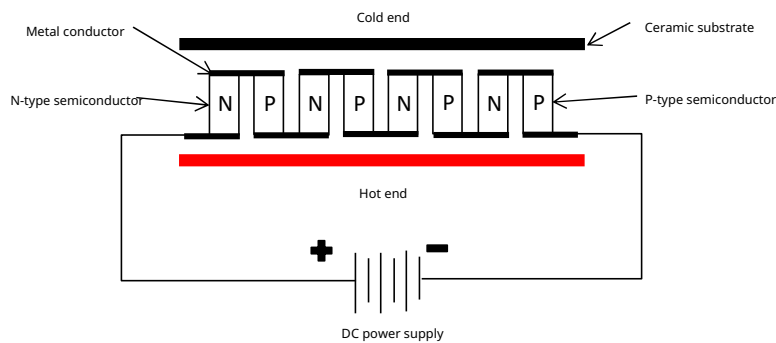 Cold end
Metal conductor
Ceramic substrate
N-type semiconductor
N P N P N P N P
P-type semiconductor
Hot end
+ -
DC power supply